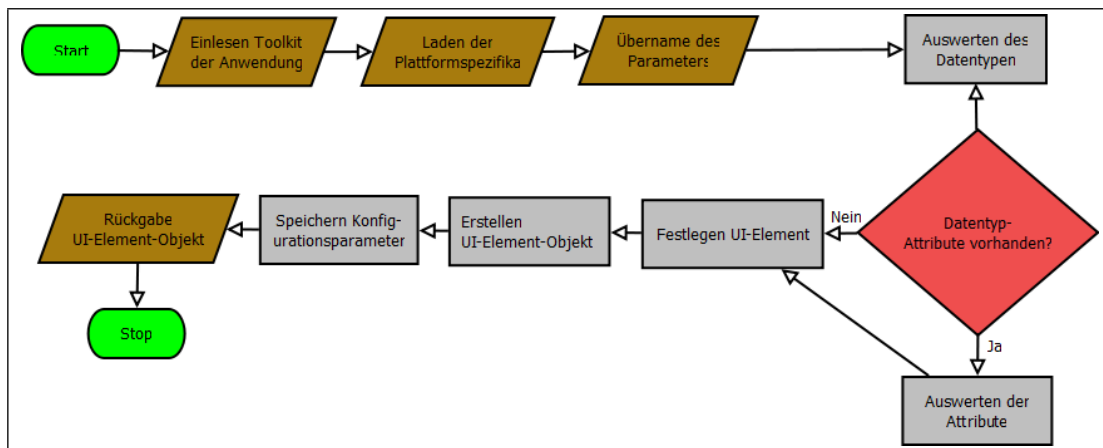 Start
Einlesen Toolkit
der Anwendung
Laden der
Plattformspezifika
Übername des
Parameters
Auswerten des
Datentypen
Datentyp-
Attribute vorhanden?
Nein
Ja
Auswerten der
Attribute
Festlegen UI-Element
Erstellen
UI-Element-Objekt
Speichern Konfig-
urationsparameter
Rückgabe
UI-Element-Objekt
Stop